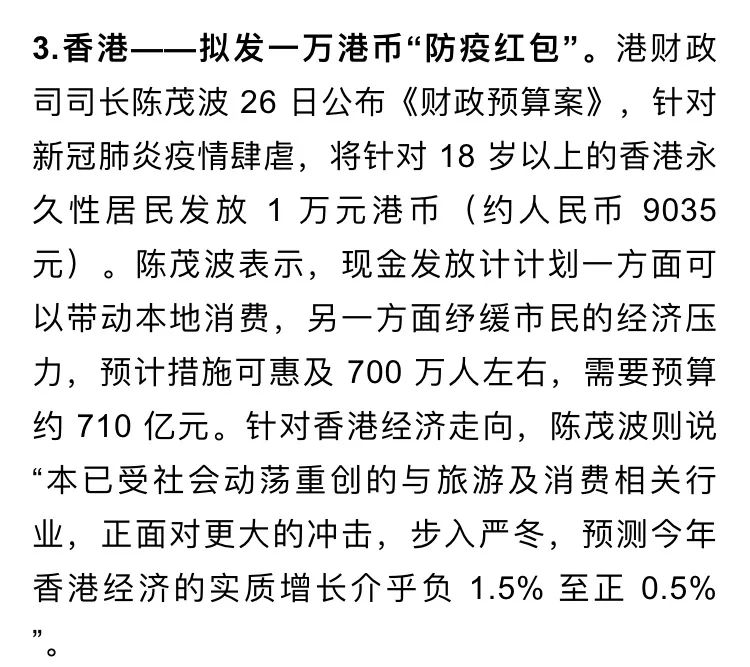 3.香港——拟发一万港币“防疫红包”。港财政
司司长陈茂波 26 日公布《财政预算案》，针对
新冠肺炎疫情肆虐，将针对 18 岁以上的香港永
久性居民发放 1 万元港币（约人民币 9035
元）。陈茂波表示，现金发放计计划一方面可
以带动本地消费，另一方面纾缓市民的经济压
力，预计措施可惠及 700 万人左右，需要预算
约 710 亿元。针对香港经济走向，陈茂波则说
“本已受社会动荡重创的与旅游及消费相关行
业，正面对更大的冲击，步入严冬，预测今年
香港经济的实质增长介乎负 1.5% 至正 0.5%
”。